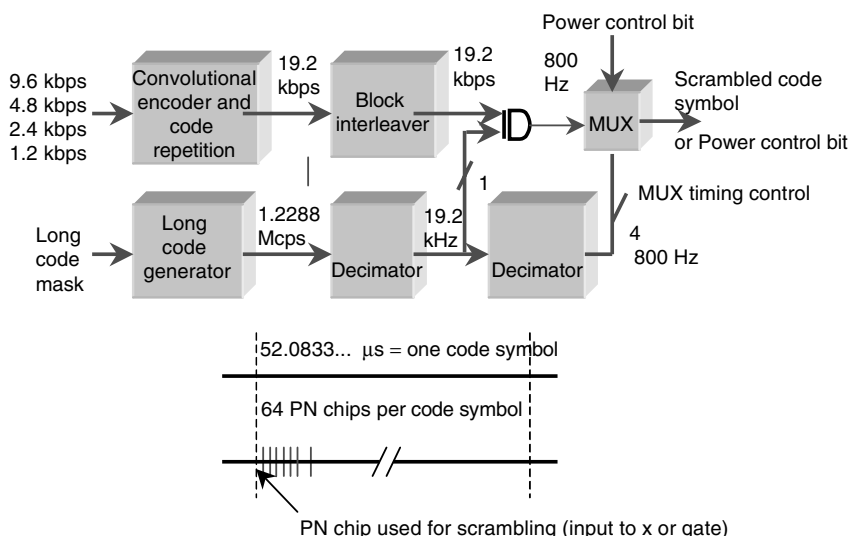 Power control bit
9.6 kbps
4.8 kbps
2.4 kbps
1.2 kbps
Convolutional
encoder and
code
repetition
19.2
kbps
Block
interleaver
19.2
kbps
800
Hz
MUX
Scrambled code
symbol
or Power control bit
Long
code
mask
Long
code
generator
1.2288
Mcps
Decimator
19.2
kHz
1
Decimator
MUX timing control
4
800 Hz
52.0833... μs = one code symbol
64 PN chips per code symbol
PN chip used for scrambling (input to x or gate)